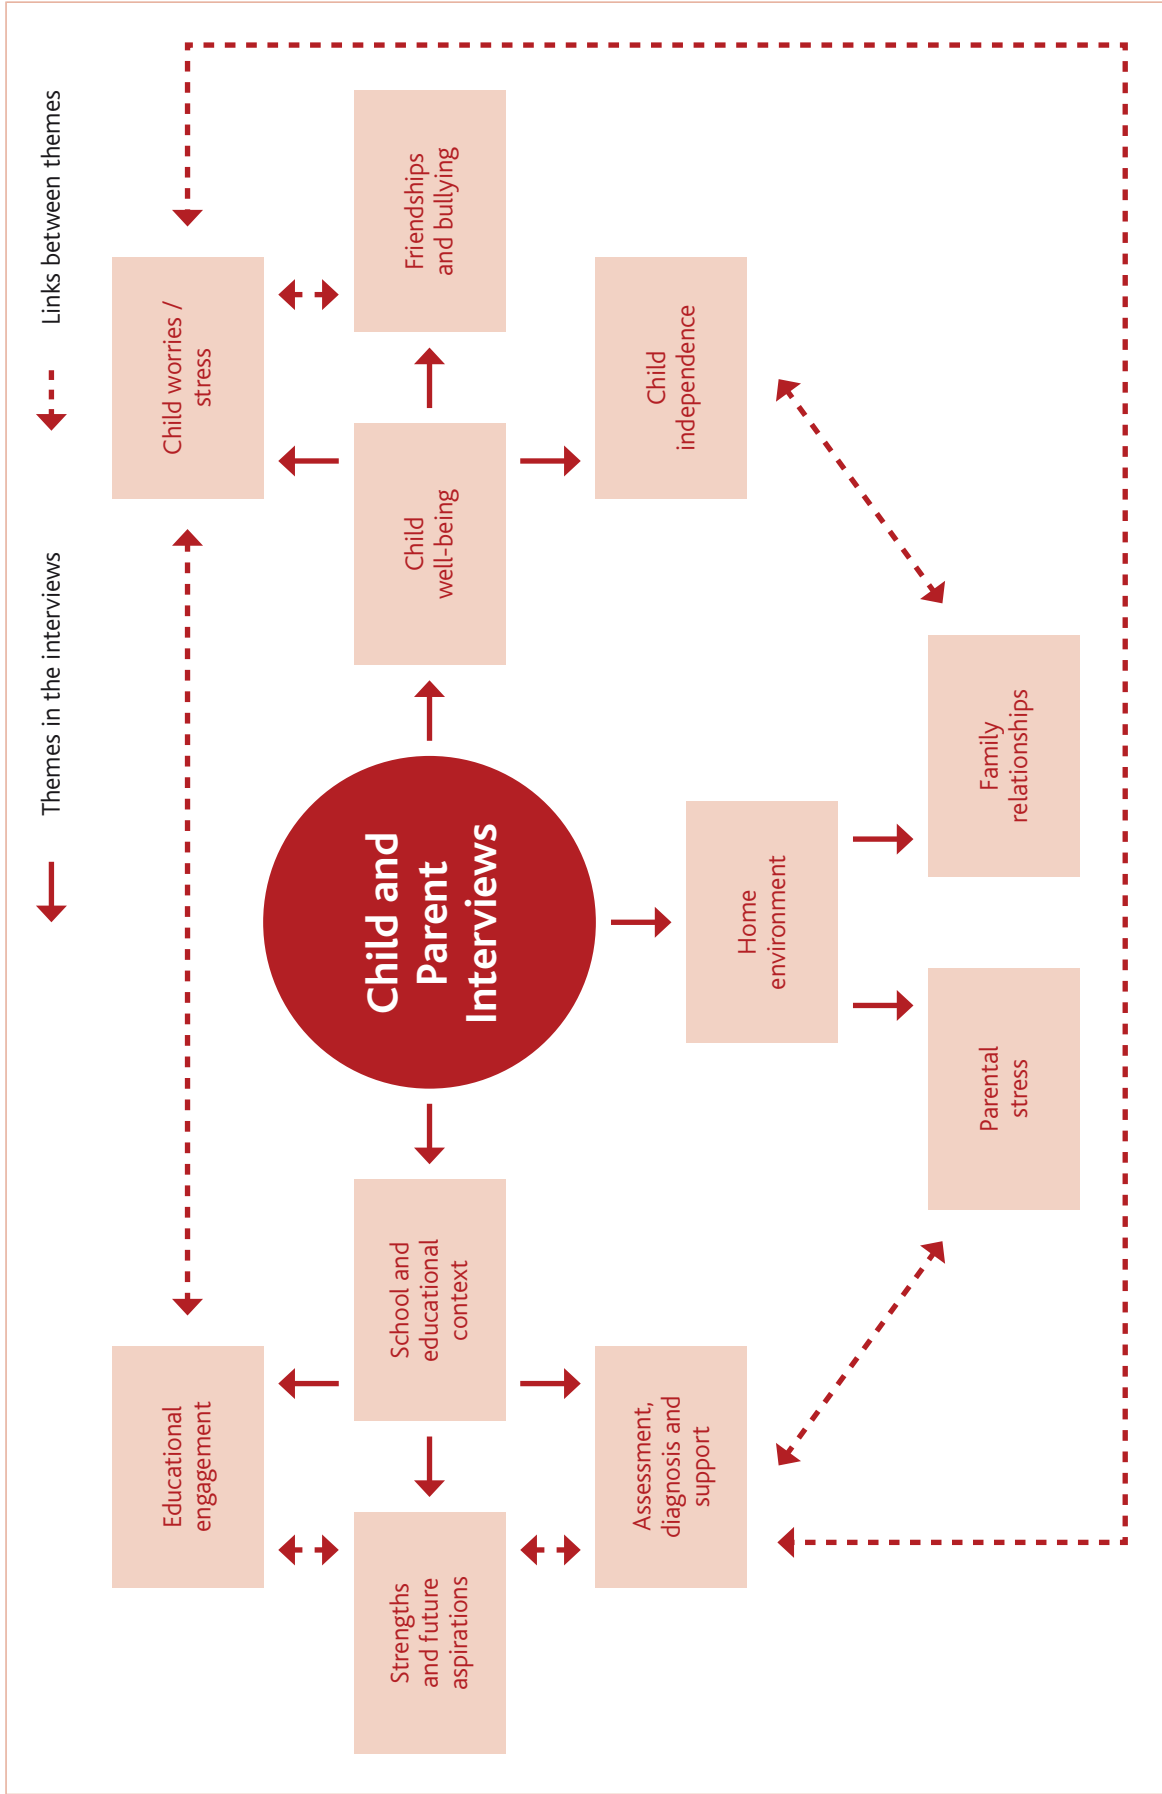 Themes in the interviews
Links between themes
Educational
engagement
Child worries /
stress
Strengths
and future
aspirations
School and
educational
context
Child and
Parent
Interviews
Child
well-being
Friendships
and bullying
Assessment,
diagnosis and
support
Home
environment
Child
independence
Parental
stress
Family
relationships